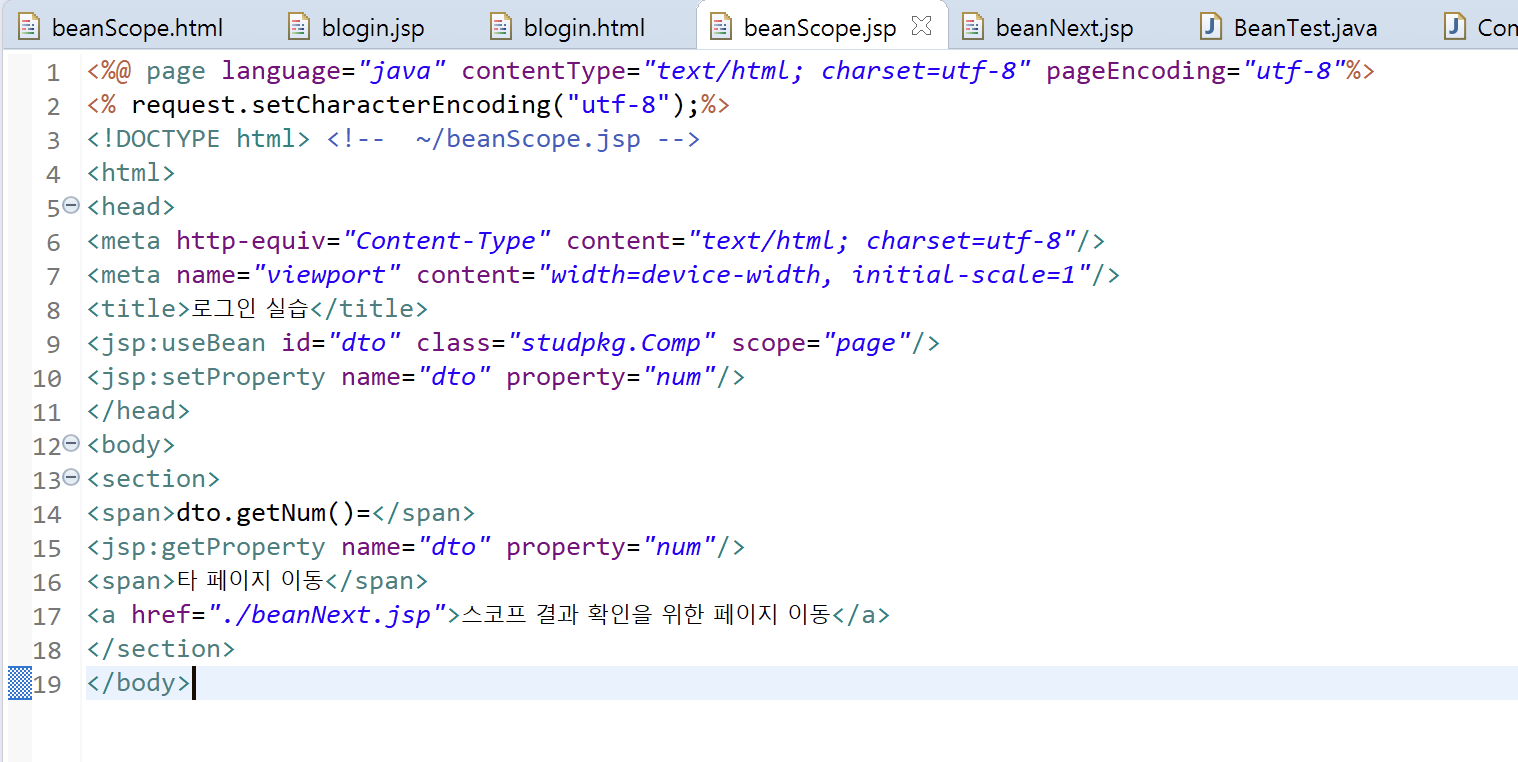 beanScope.html blogin.jsp blogin.html beanScope.jsp beanNext.jsp BeanTest.java
1 <%@ page language="java" contentType="text/html; charset=utf-8" pageEncoding="utf-8"%>
2 <% request.setCharacterEncoding("utf-8");%>
3 <!DOCTYPE html> <!--  ~/beanScope.jsp -->
4 <html>
5 <head>
6 <meta http-equiv="Content-Type" content="text/html; charset=utf-8"/>
7 <meta name="viewport" content="width=device-width, initial-scale=1"/>
8 <title>로그인 실습</title>
9 <jsp:useBean id="dto" class="studpkg.Comp" scope="page"/>
10 <jsp:setProperty name="dto" property="num"/>
11 </head>
12 <body>
13 <section>
14 <span>dto.getNum()=</span>
15 <jsp:getProperty name="dto" property="num"/>
16 <span>타 페이지 이동</span>
17 <a href="./beanNext.jsp">스코프 결과 확인을 위한 페이지 이동</a>
18 </section>
19 </body>